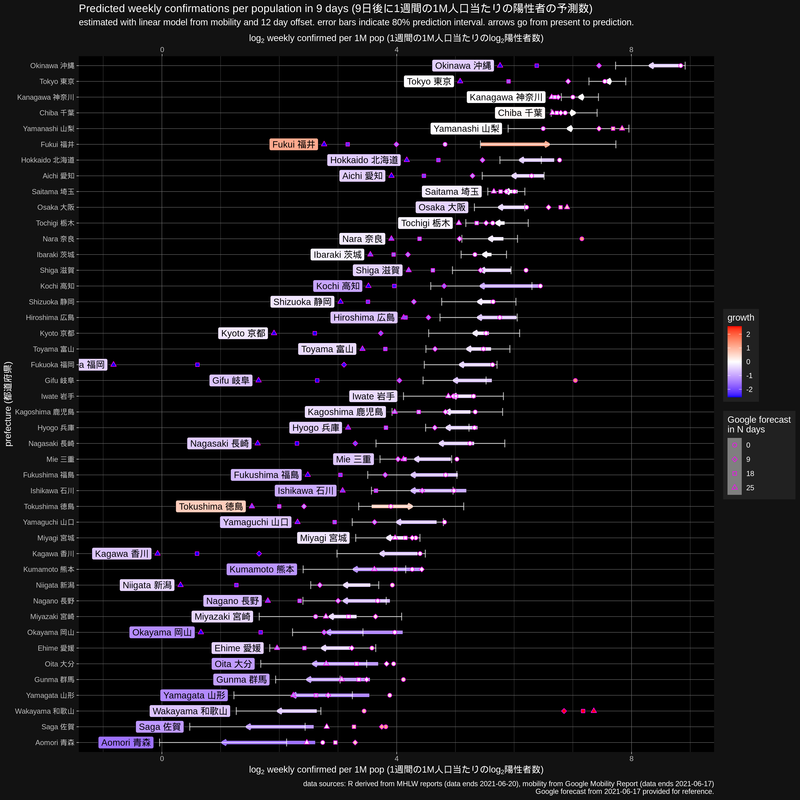 Predicted weekly confirmations per population in 9 days (9日後に1週間の1M人口当たりの陽性者の予測数)
estimated with linear model from mobility and 12 day offset. error bars indicate 80% prediction interval. arrows go from present to prediction.
log₂ weekly confirmed per 1M pop (1週間の1M人口当たりのlog₂陽性者数)
0 4 8
Okinawa 沖縄 Okinawa 沖縄
Tokyo 東京 Tokyo 東京
Kanagawa 神奈川 Kanagawa 神奈川
Chiba 千葉 Chiba 千葉
Yamanashi 山梨 Yamanashi 山梨
Fukui 福井 Fukui 福井
Hokkaido 北海道 Hokkaido 北海道
Aichi 愛知 Aichi 愛知
Saitama 埼玉 Saitama 埼玉
Osaka 大阪 Osaka 大阪
Tochigi 栃木 Tochigi 栃木
Nara 奈良 Nara 奈良
Ibaraki 茨城 Ibaraki 茨城
Shiga 滋賀 Shiga 滋賀
Kochi 高知 Kochi 高知
Shizuoka 静岡 Shizuoka 静岡
Hiroshima 広島 Hiroshima 広島
Kyoto 京都 Kyoto 京都
Toyama 富山 Toyama 富山
Fukuoka 福岡 a 福岡
Gifu 岐阜 Gifu 岐阜
Iwate 岩手 Iwate 岩手
Kagoshima 鹿児島 Kagoshima 鹿児島
Hyogo 兵庫 Hyogo 兵庫
Nagasaki 長崎 Nagasaki 長崎
Mie 三重 Mie 三重
Fukushima 福島 Fukushima 福島
Ishikawa 石川 Ishikawa 石川
Tokushima 徳島 Tokushima 徳島
Yamaguchi 山口 Yamaguchi 山口
Miyagi 宮城 Miyagi 宮城
Kagawa 香川 Kagawa 香川
Kumamoto 熊本 Kumamoto 熊本
Niigata 新潟 Niigata 新潟
Nagano 長野 Nagano 長野
Miyazaki 宮崎 Miyazaki 宮崎
Okayama 岡山 Okayama 岡山
Ehime 愛媛 Ehime 愛媛
Oita 大分 Oita 大分
Gunma 群馬 Gunma 群馬
Yamagata 山形 Yamagata 山形
Wakayama 和歌山 Wakayama 和歌山
Saga 佐賀 Saga 佐賀
Aomori 青森 Aomori 青森
prefecture (都道府県)
0 4 8
log₂ weekly confirmed per 1M pop (1週間の1M人口当たりのlog₂陽性者数)
growth
2
1
0
-1
-2
Google forecast
in N days
0
9
18
25
data sources: R derived from MHLW reports (data ends 2021-06-20), mobility from Google Mobility Report (data ends 2021-06-17)
Google forecast from 2021-06-17 provided for reference.